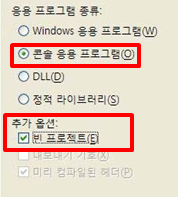 응용 프로그램 종류:
Windows 응용 프로그램(W)
콘솔 응용 프로그램(O)
DLL(D)
정적 라이브러리(S)
추가 옵션:
빈 프로젝트(E)
내보내기 기호(X)
미리 컴파일된 헤더(P)